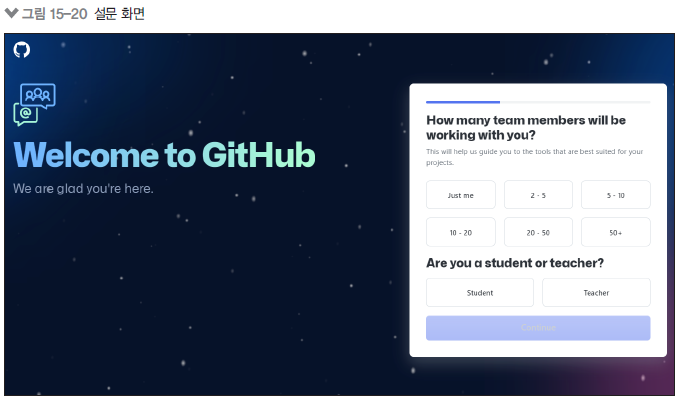 그림 15-20 설문 화면
Welcome to GitHub
We are glad you're here.
How many team members will be
working with you?
This will help us guide you to the tools that are best suited for your
projects.
Just me
2 - 5
5 - 10
10 - 20
20 - 50
50+
Are you a student or teacher?
Student
Teacher
Continue